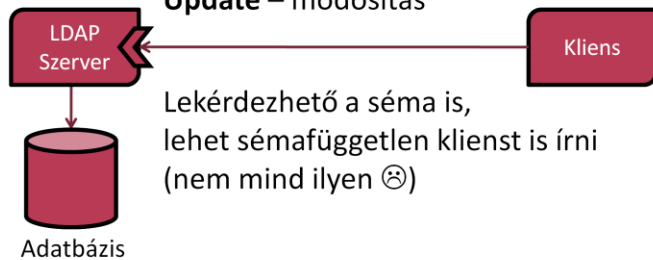 Update – módosítás
LDAP
Szerver
Kliens
Lekérdezhető a séma is,
lehet sémafüggetlen klienst is írni
(nem mind ilyen ☹)
Adatbázis